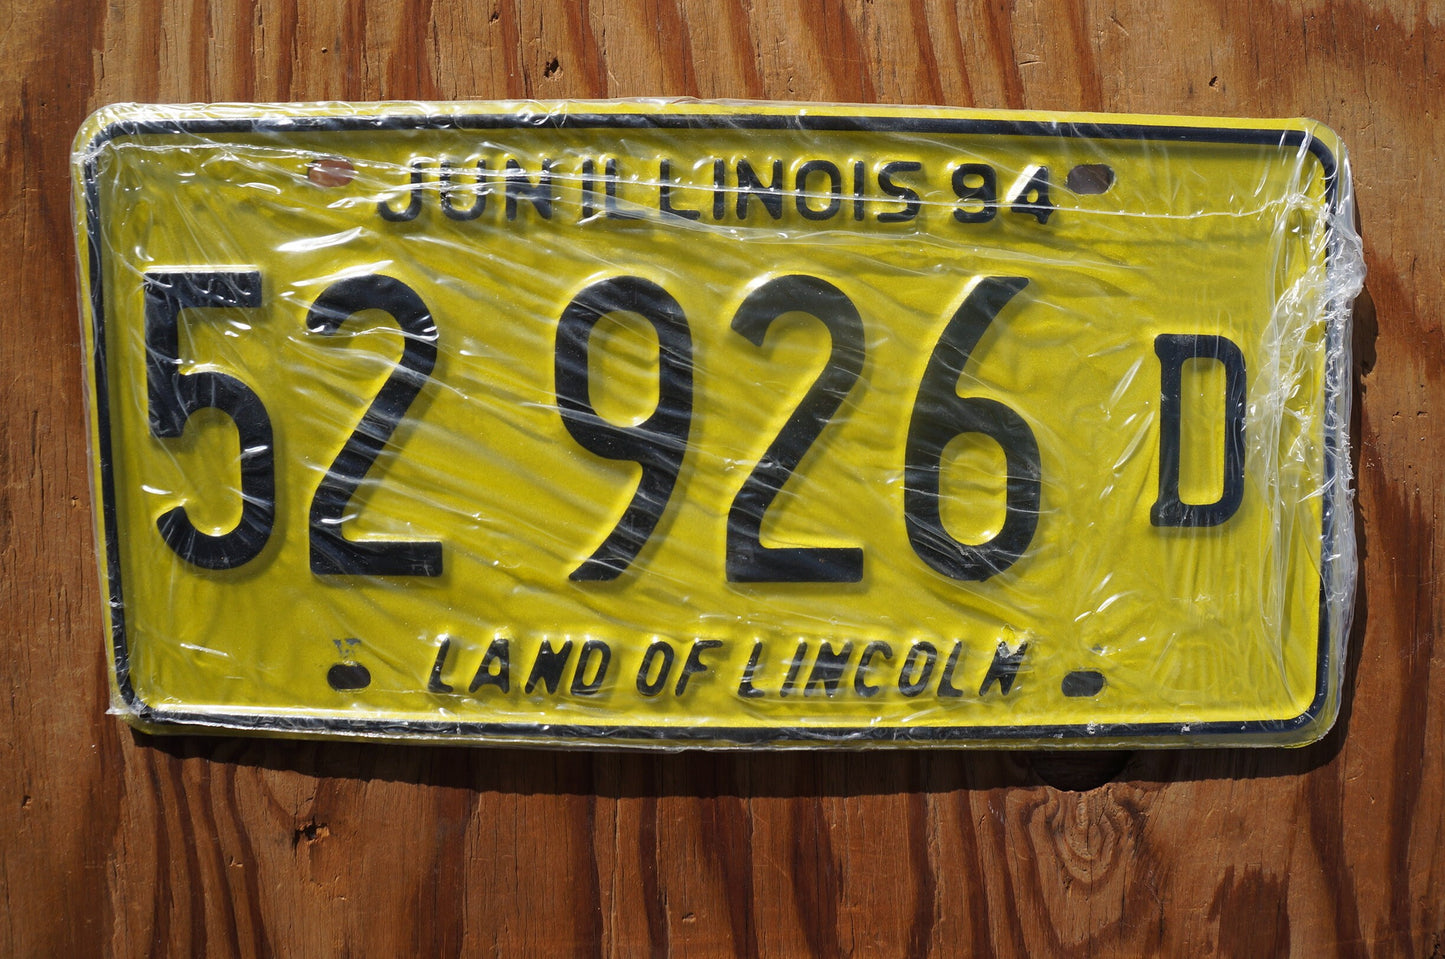 JUN ILLINOIS 94
52 926 D
LAND OF LINCOLN